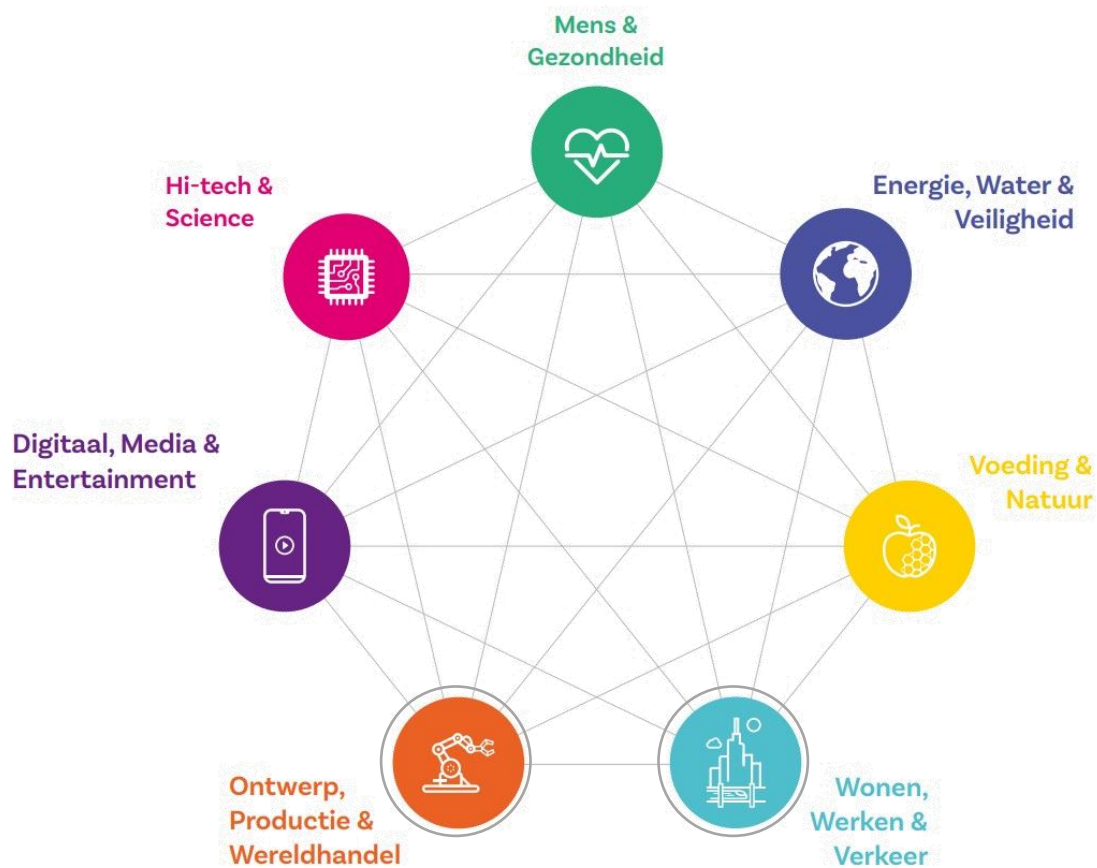 Mens &
Gezondheid
Hi-tech &
Science
Energie, Water &
Veiligheid
Digitaal, Media &
Entertainment
Voeding &
Natuur
Ontwerp,
Productie &
Wereldhandel
Wonen,
Werken &
Verkeer